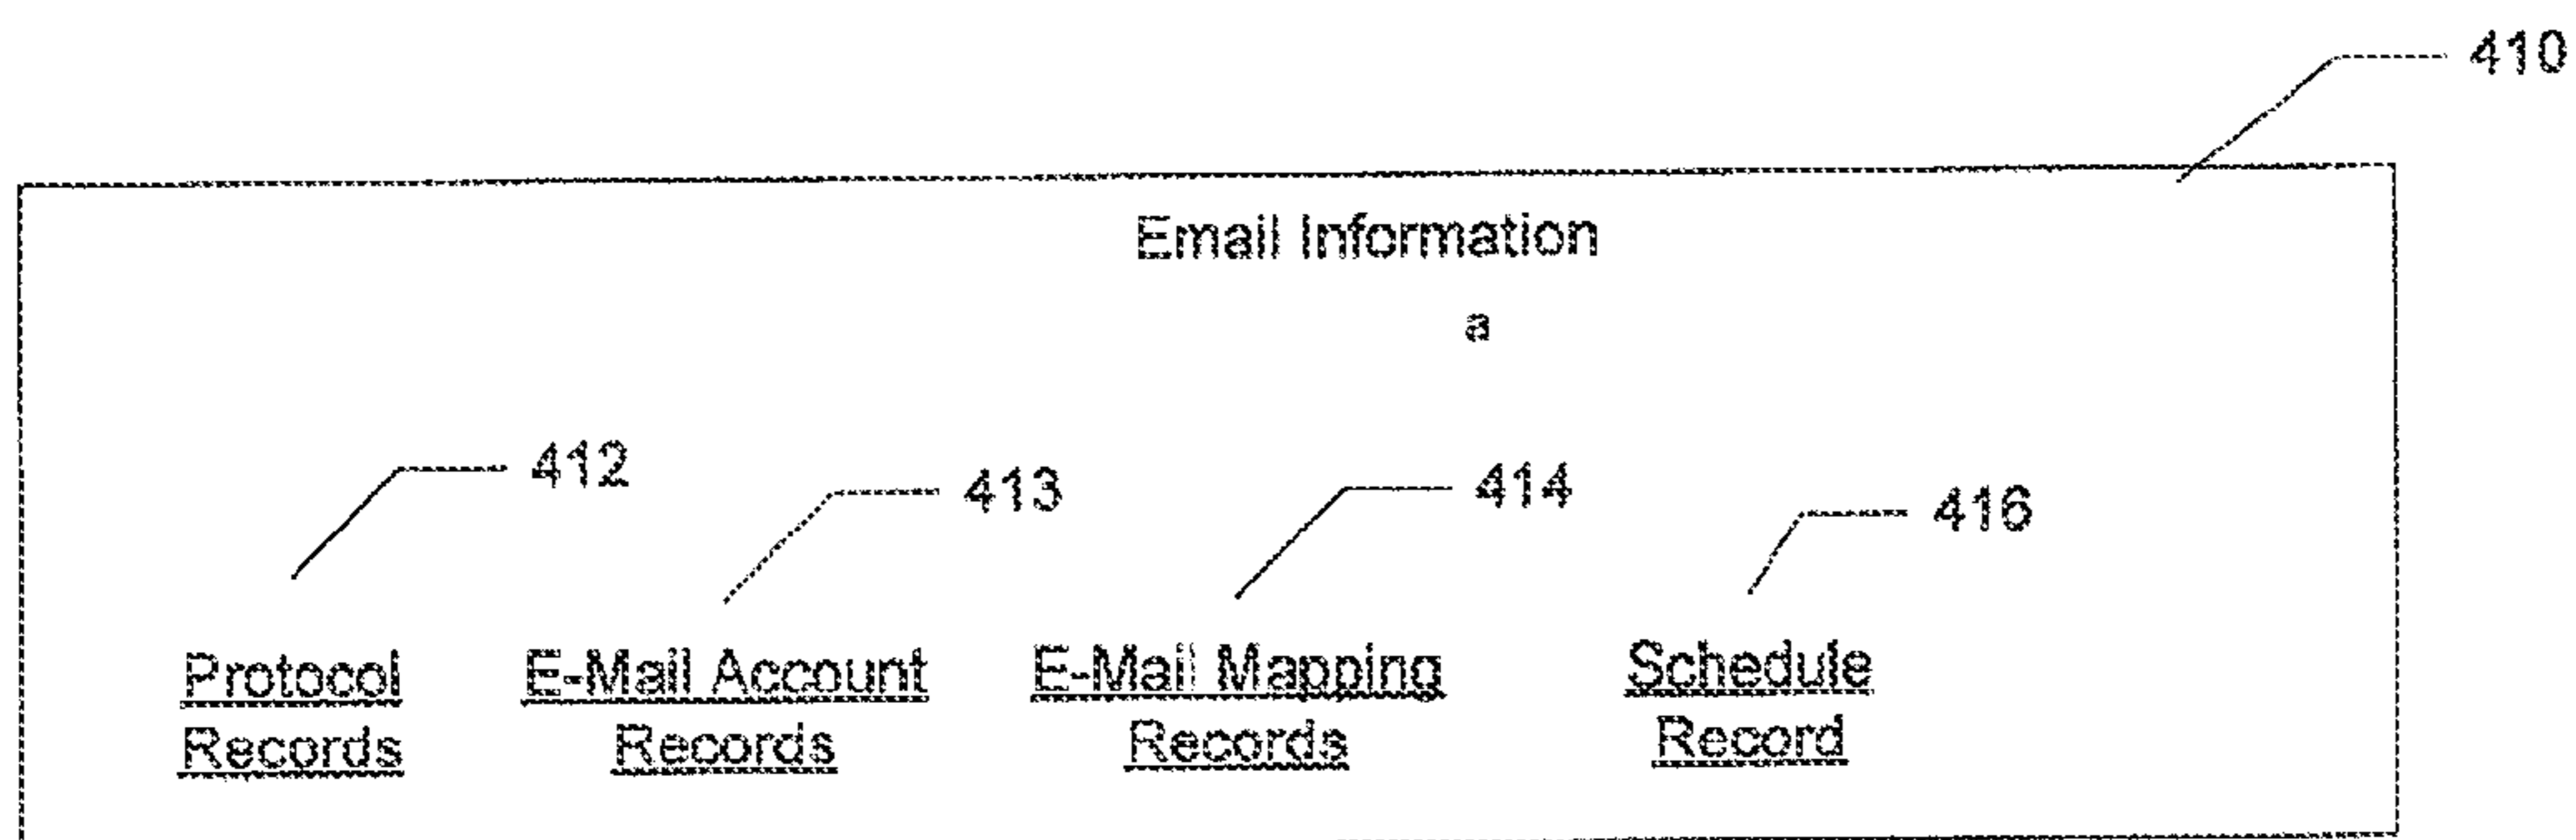 410
Email Information
a
412
413
414
416
Protocol
Records
E-Mail Account
Records
E-Mail Mapping
Records
Schedule
Record